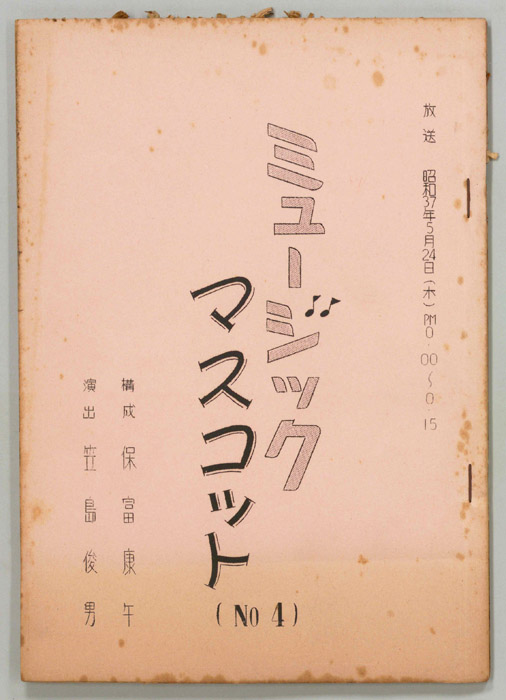 放送 昭和37年5月24日(木)PM0.00〜0.15
ミュージック
マスコット
(No 4)
構成 保富康午
演出 笠島俊男